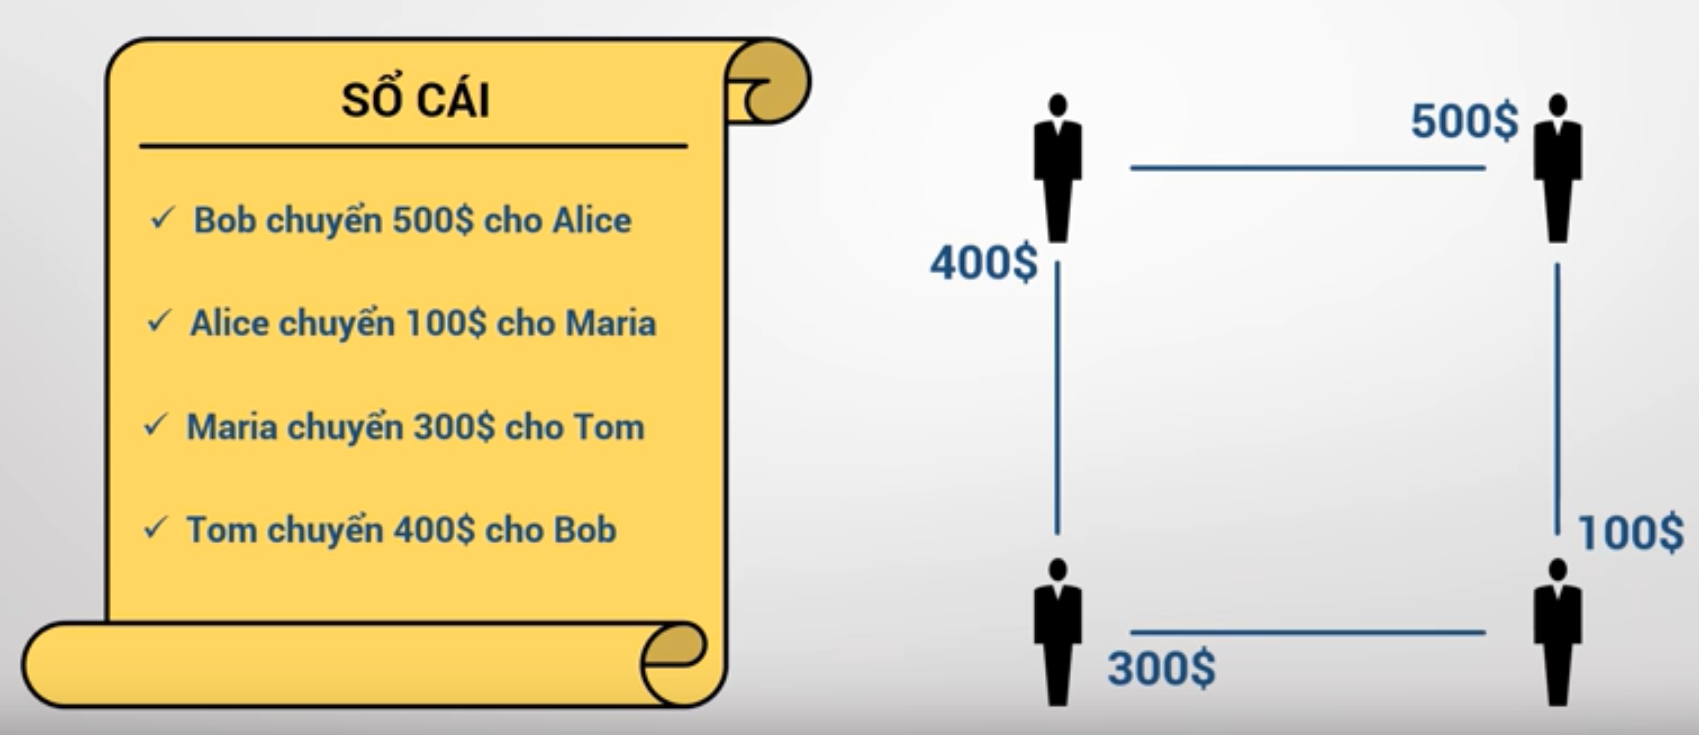 SỔ CÁI
✓ Bob chuyển 500$ cho Alice
✓ Alice chuyển 100$ cho Maria
✓ Maria chuyển 300$ cho Tom
✓ Tom chuyển 400$ cho Bob
500$
400$
100$
300$